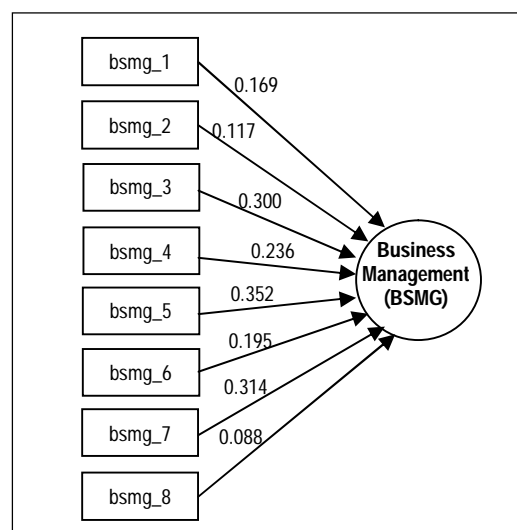 bsmg_1
0.169
bsmg_2
0.117
bsmg_3
0.300
bsmg_4
0.236
Business
Management
(BSMG)
bsmg_5
0.352
bsmg_6
0.195
bsmg_7
0.314
0.088
bsmg_8